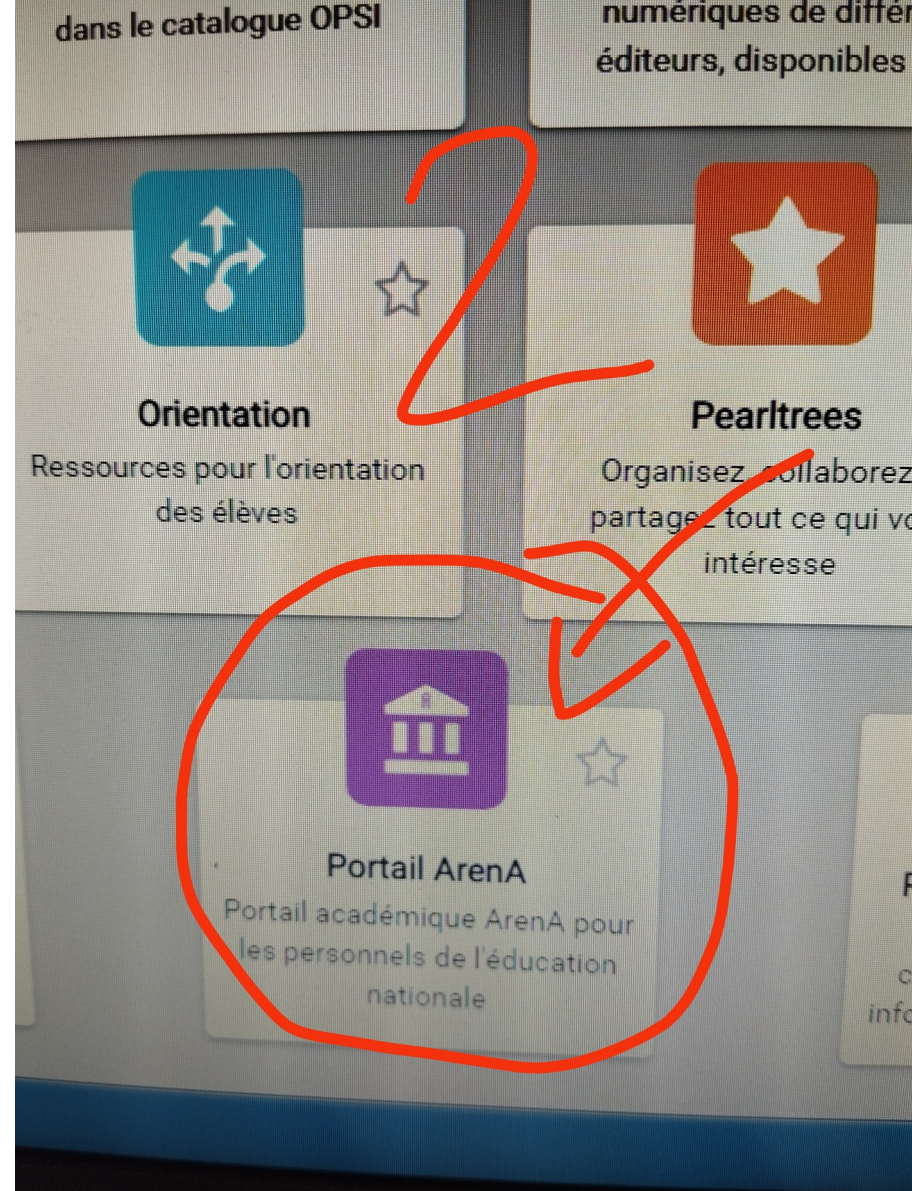 dans le catalogue OPSI
numériques de différ
éditeurs, disponibles
2
Orientation
Ressources pour l'orientation
des élèves
Pearltrees
Organisez, collaborez
partagez tout ce qui vo
intéresse
Portail ArenA
Portail académique ArenA pour
les personnels de l'éducation
nationale
info